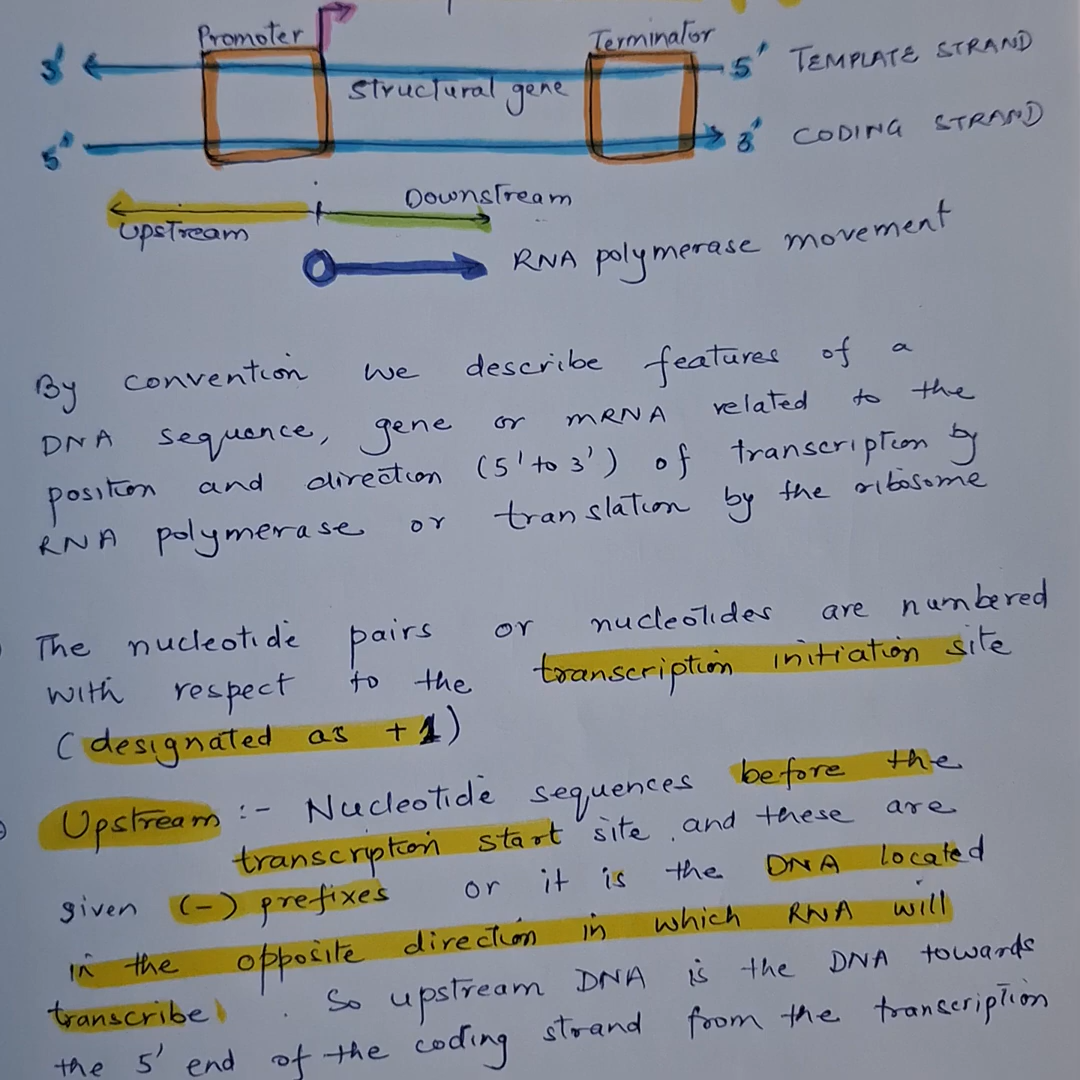 Promoter
Terminator
3' 5' TEMPLATE STRAND
Structural gene
5' 3' CODING STRAND
Downstream
Upstream
RNA polymerase movement
By convention we describe features of a
DNA sequence, gene or mRNA related to the
position and direction (5' to 3') of transcription by
RNA polymerase or translation by the ribosome
The nucleotide pairs or nucleotides are numbered
with respect to the transcription initiation site
(designated as +1)
Upstream :- Nucleotide sequences before the
transcription start site and these are
given (-) prefixes or it is the DNA located
in the opposite direction in which RNA will
transcribe. So upstream DNA is the DNA towards
the 5' end of the coding strand from the transcription